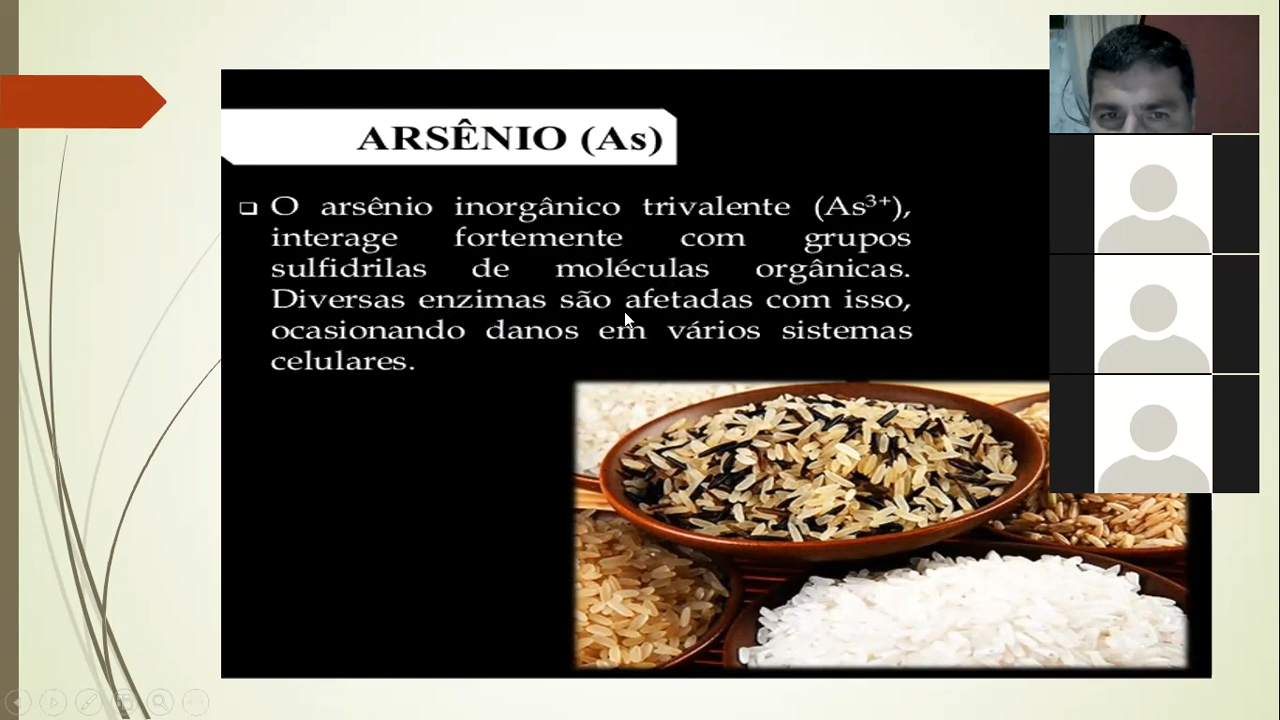 ARSÊNIO (As)
❑ O arsênio inorgânico trivalente (As³⁺),
interage fortemente com grupos
sulfidrilas de moléculas orgânicas.
Diversas enzimas são afetadas com isso,
ocasionando danos em vários sistemas
celulares.